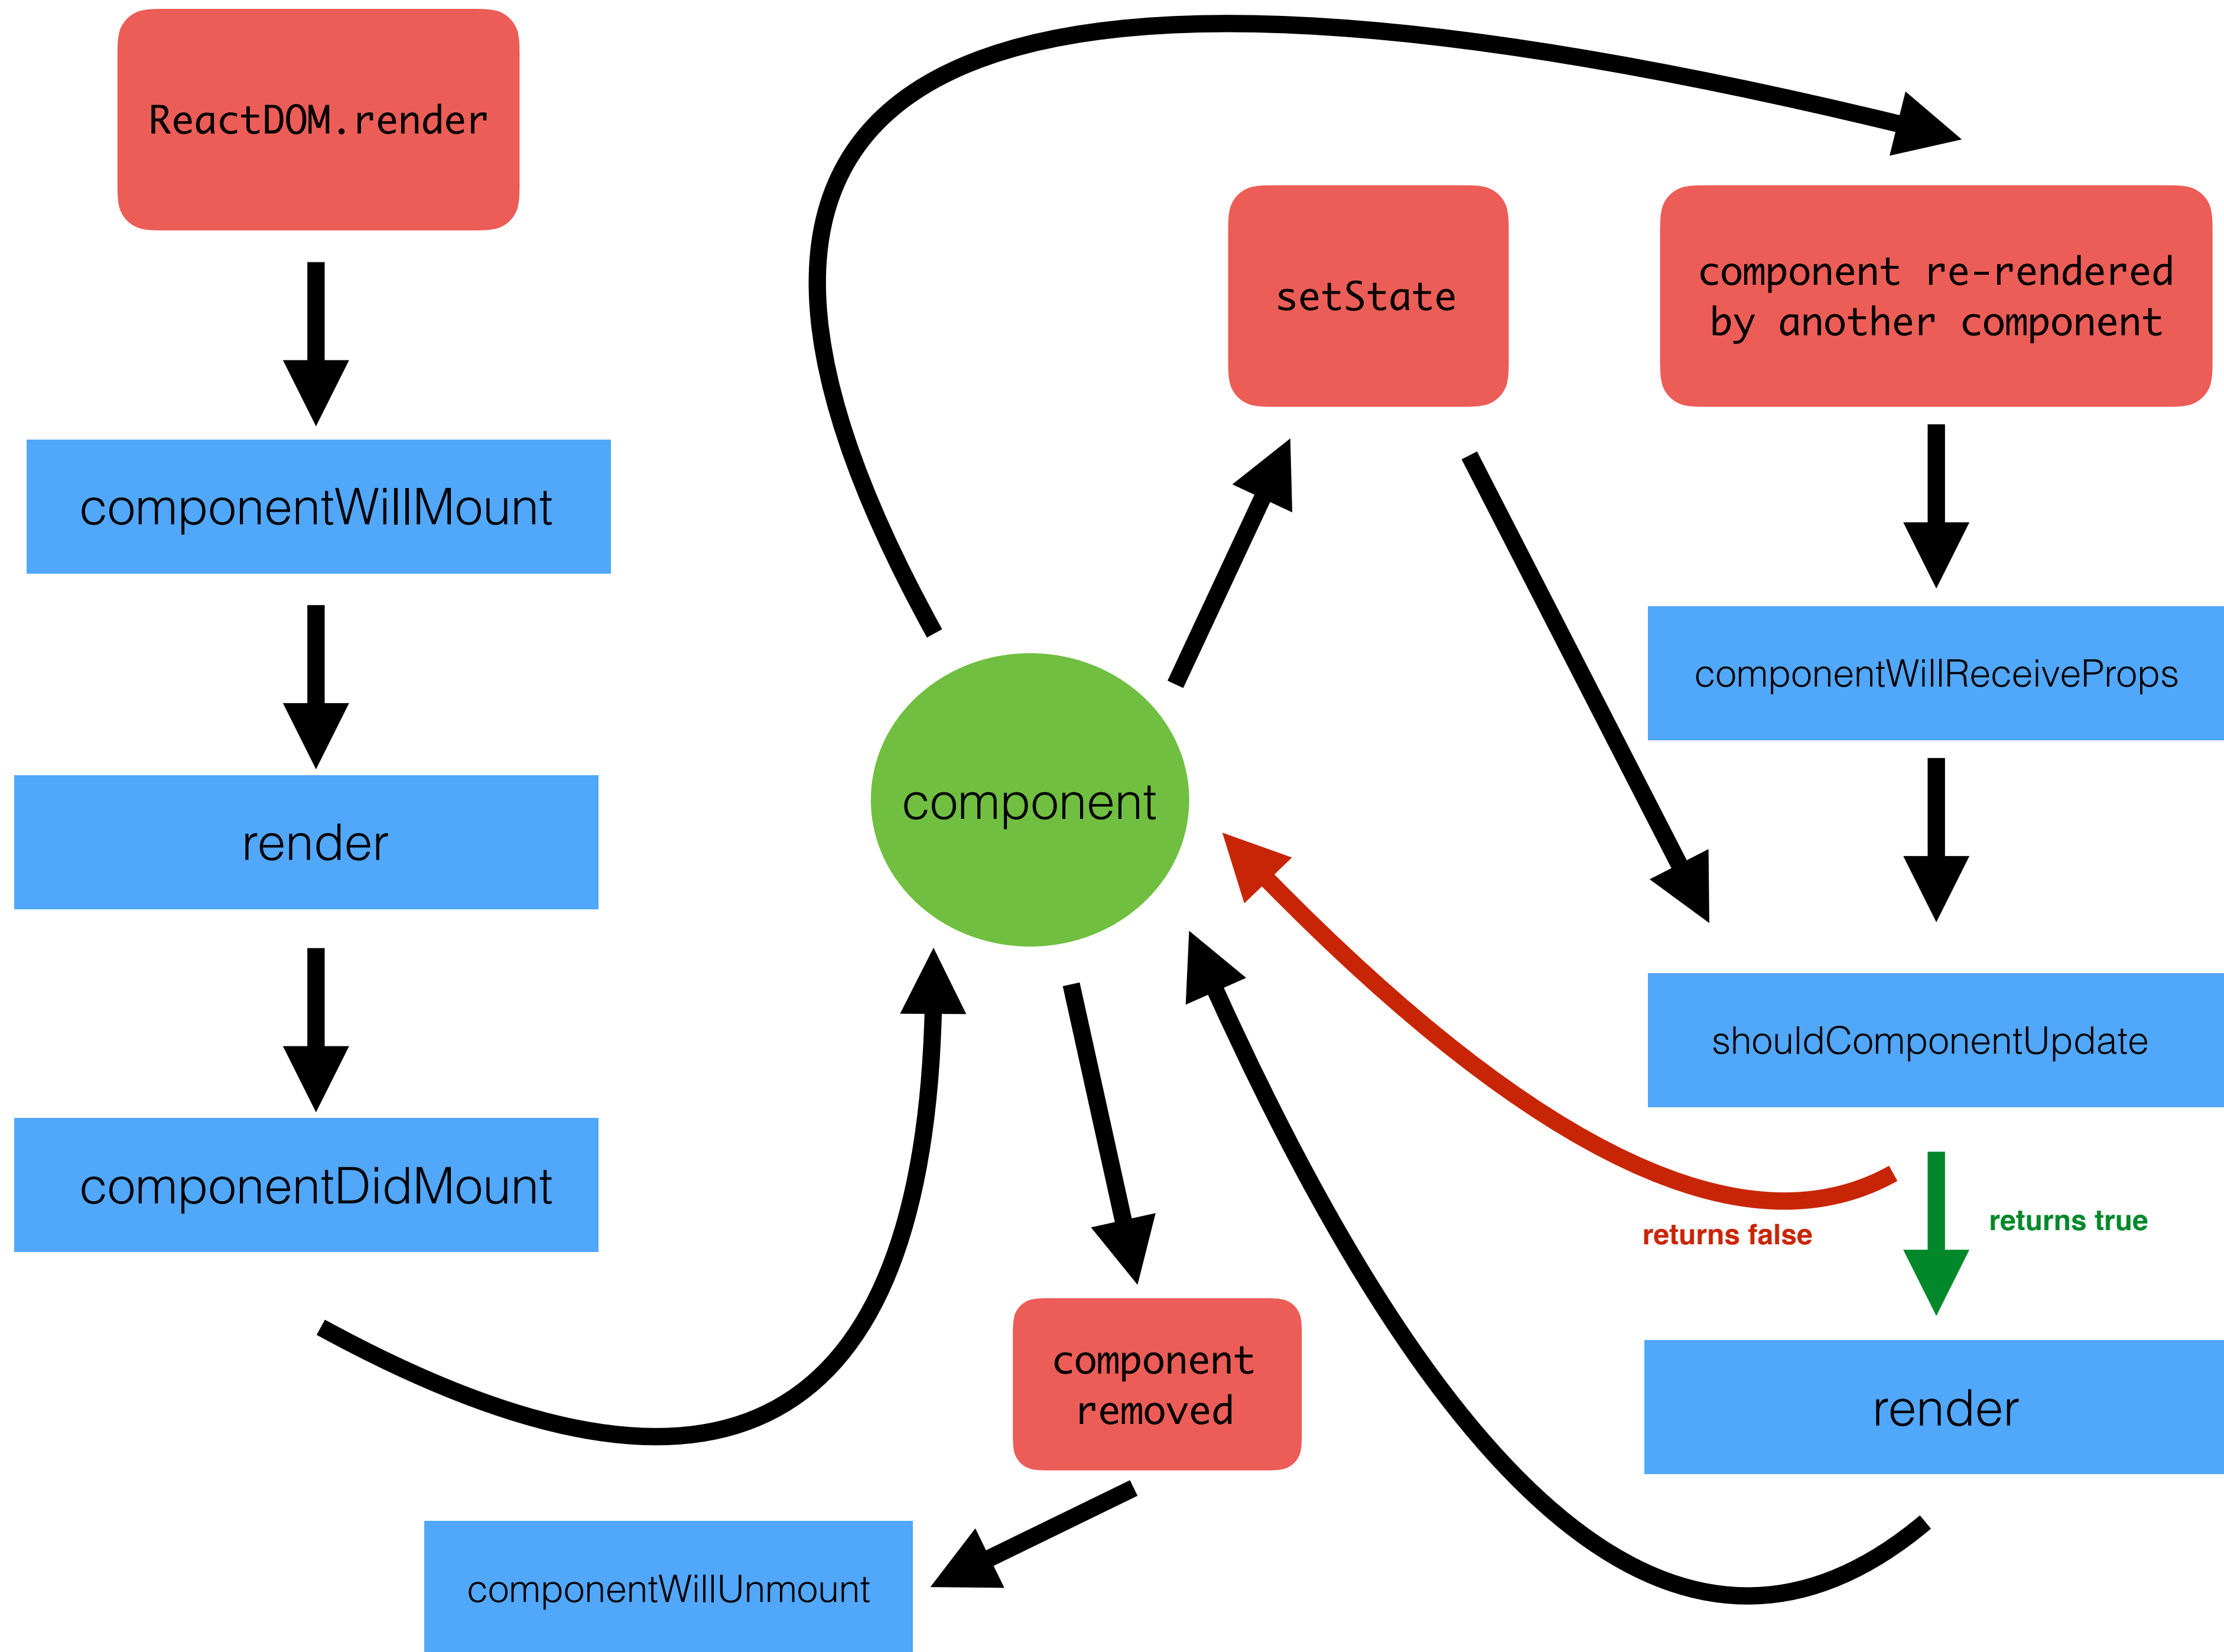 ReactDOM.render
componentWillMount
render
componentDidMount
component
setState
component re-rendered
by another component
componentWillReceiveProps
shouldComponentUpdate
returns false
returns true
render
component
removed
componentWillUnmount